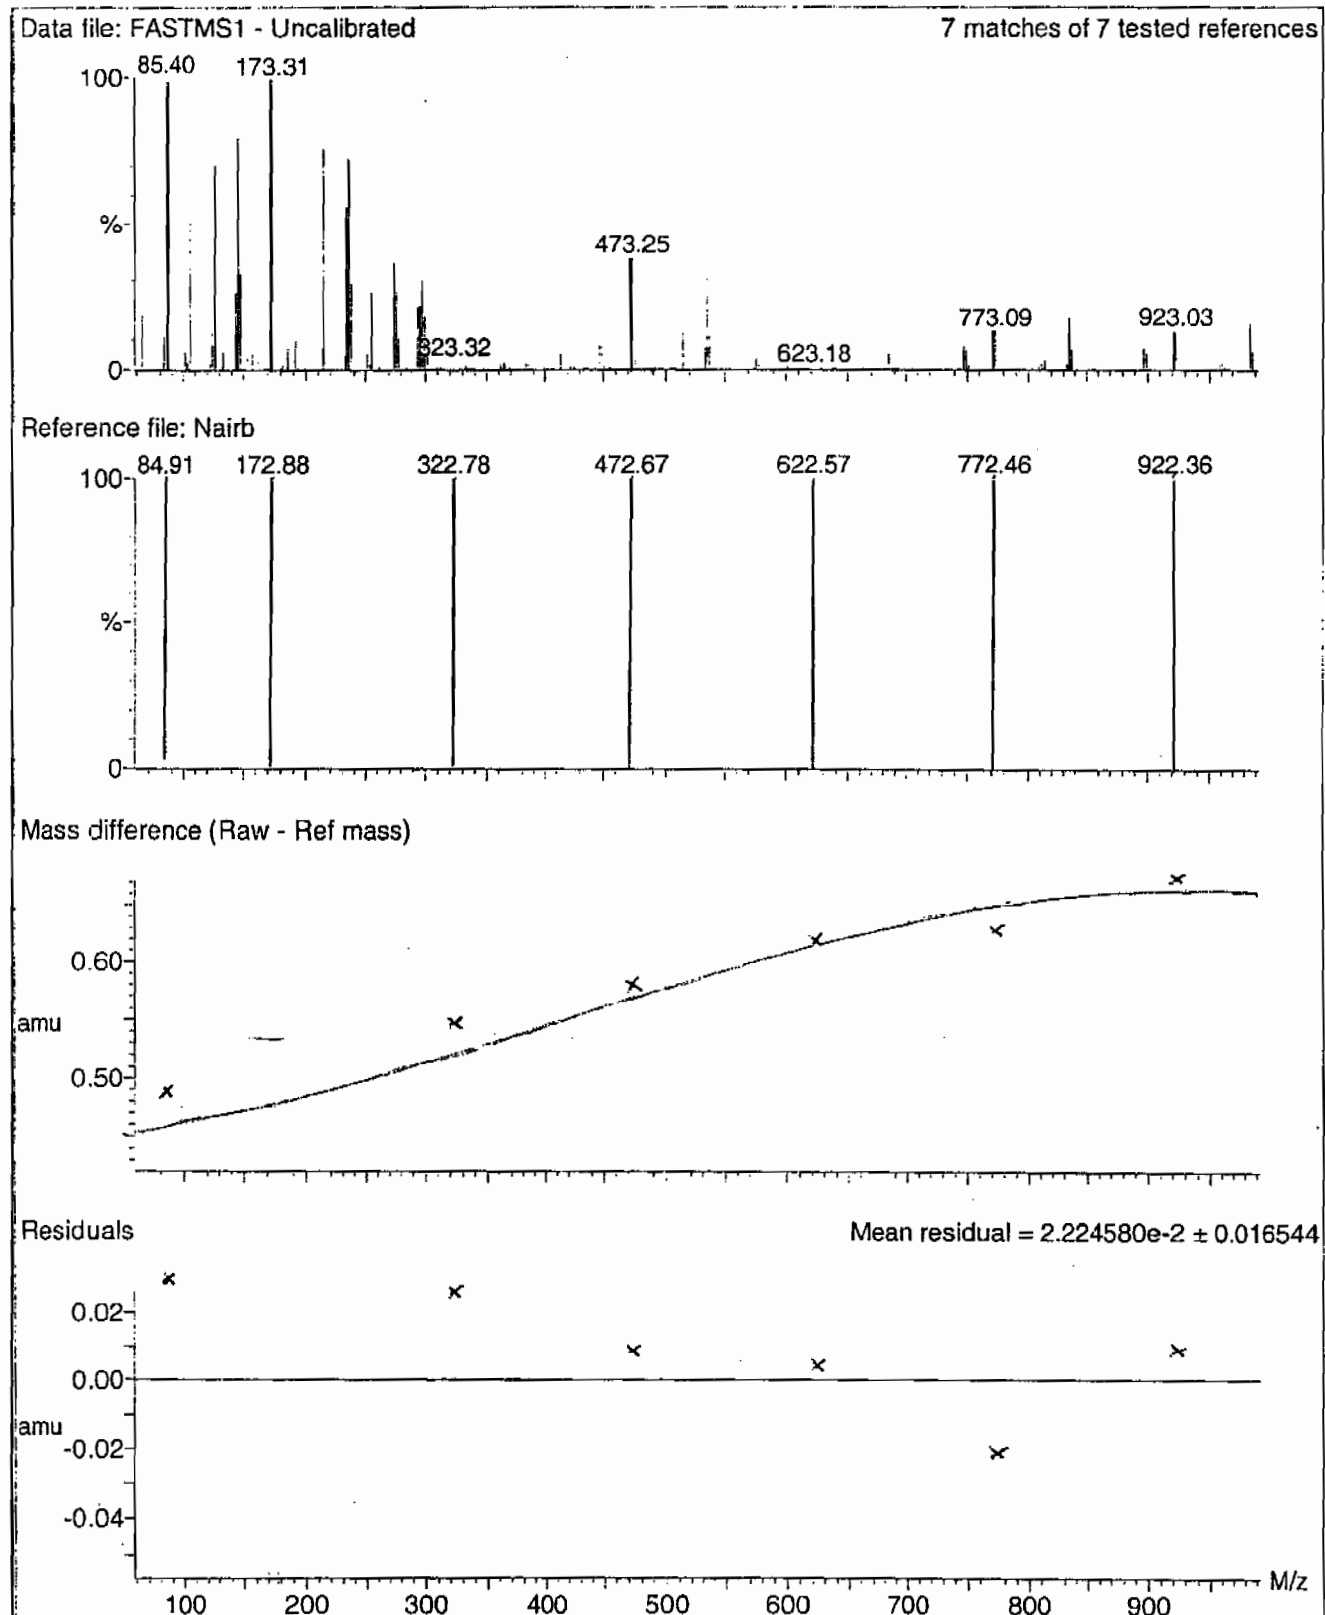 Data file: FASTMS1 - Uncalibrated 7 matches of 7 tested references
85.40 173.31
100
%
473.25
773.09 923.03
323.32 623.18
0
Reference file: Nairb
84.91 172.88 322.78 472.67 622.57 772.46 922.36
100
%
0
Mass difference (Raw - Ref mass)
0.60
amu
0.50
Residuals Mean residual = 2.224580e-2 ± 0.016544
0.02
0.00
amu
-0.02
-0.04
M/z
100 200 300 400 500 600 700 800 900